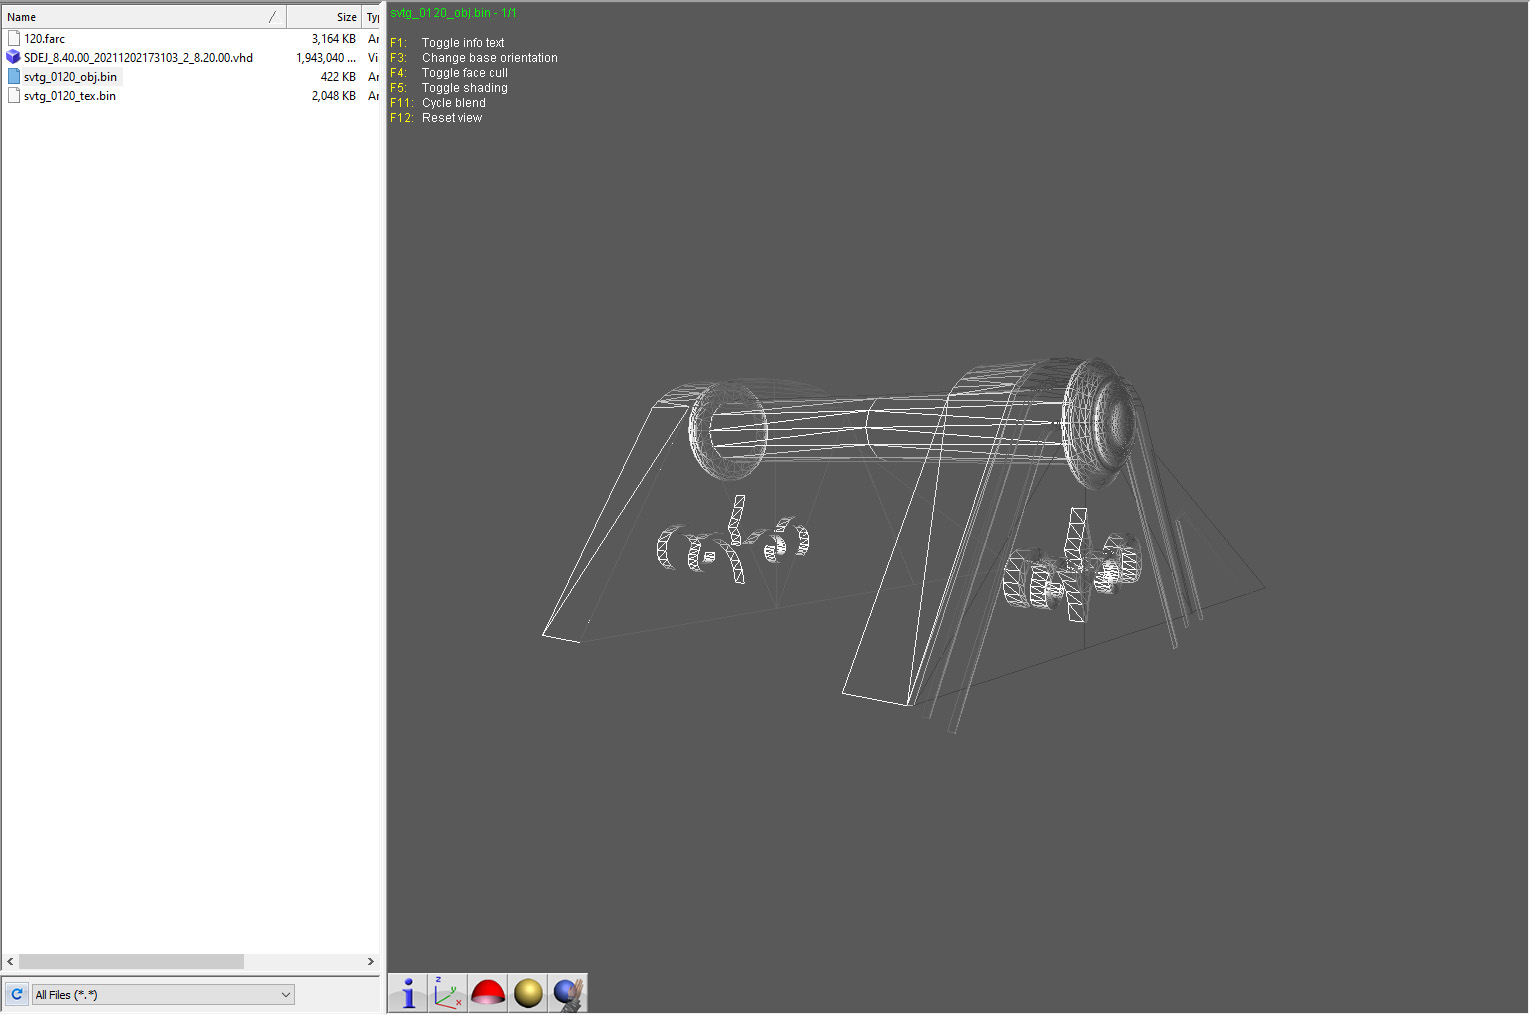 Name Size Ty
120.farc 3,164 KB Ar
SDEJ_8.40.00_20211202173103_2_8.20.00.vhd 1,943,040 ... Vi
svtg_0120_obj.bin 422 KB Ar
svtg_0120_tex.bin 2,048 KB Ar
All Files (*.*)
svtg_0120_obj.bin - 1/1
F1: Toggle info text
F3: Change base orientation
F4: Toggle face cull
F5: Toggle shading
F11: Cycle blend
F12: Reset view
z
y
x